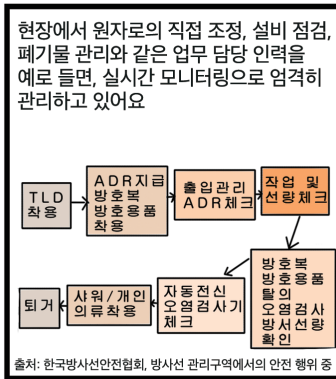 현장에서 원자로의 직접 조정, 설비 점검,
폐기물 관리와 같은 업무 담당 인력을
예로 들면, 실시간 모니터링으로 엄격히
관리하고 있어요
TLD
착용
ADR지급
방호복
방호용품
착용
출입관리
ADR체크
작업 및
선량체크
방호복
방호용품
탈의
오염검사
방서선량
확인
자동전신
오염검사기
체크
샤워/개인
의류착용
퇴거
출처: 한국방사선안전협회, 방사선 관리구역에서의 안전 행위 중